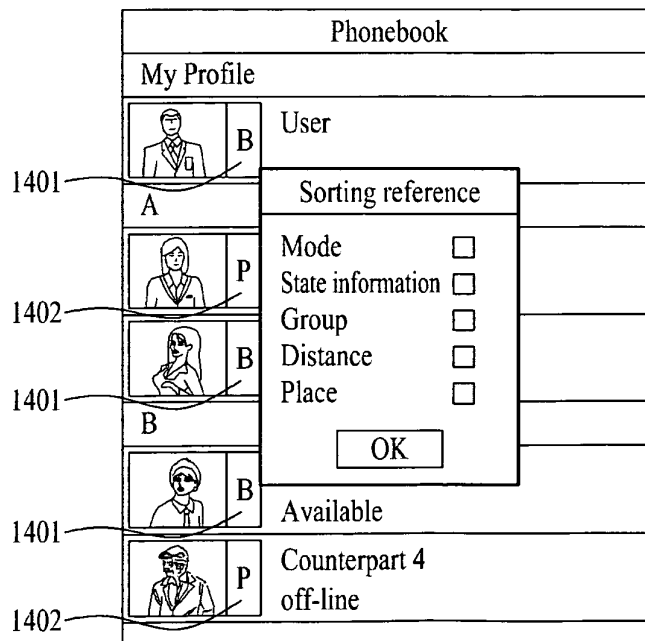 Phonebook
My Profile
B
User
1401
Sorting reference
A
Mode
P
State information
1402
Group
B
Distance
1401
Place
B
OK
B
1401
Available
P
Counterpart 4
off-line
1402